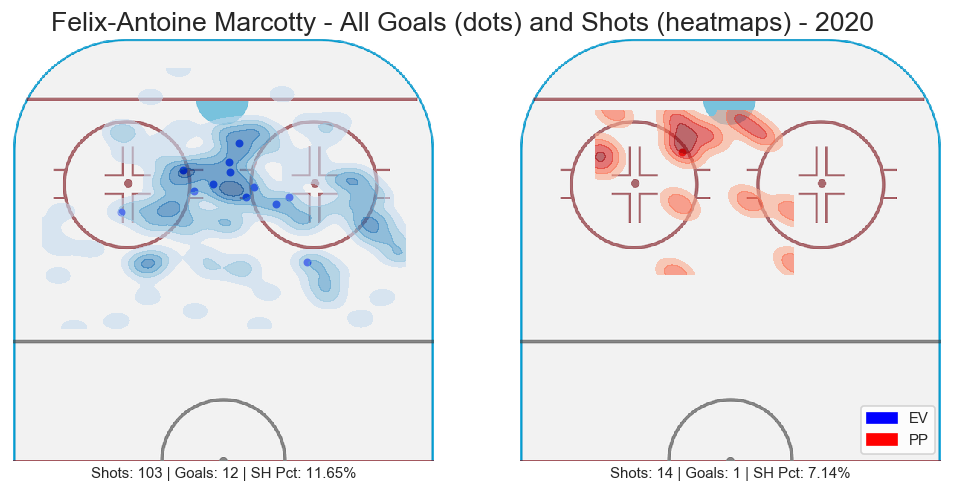 Felix-Antoine Marcotty - All Goals (dots) and Shots (heatmaps) - 2020
EV
PP
Shots: 103 | Goals: 12 | SH Pct: 11.65%
Shots: 14 | Goals: 1 | SH Pct: 7.14%